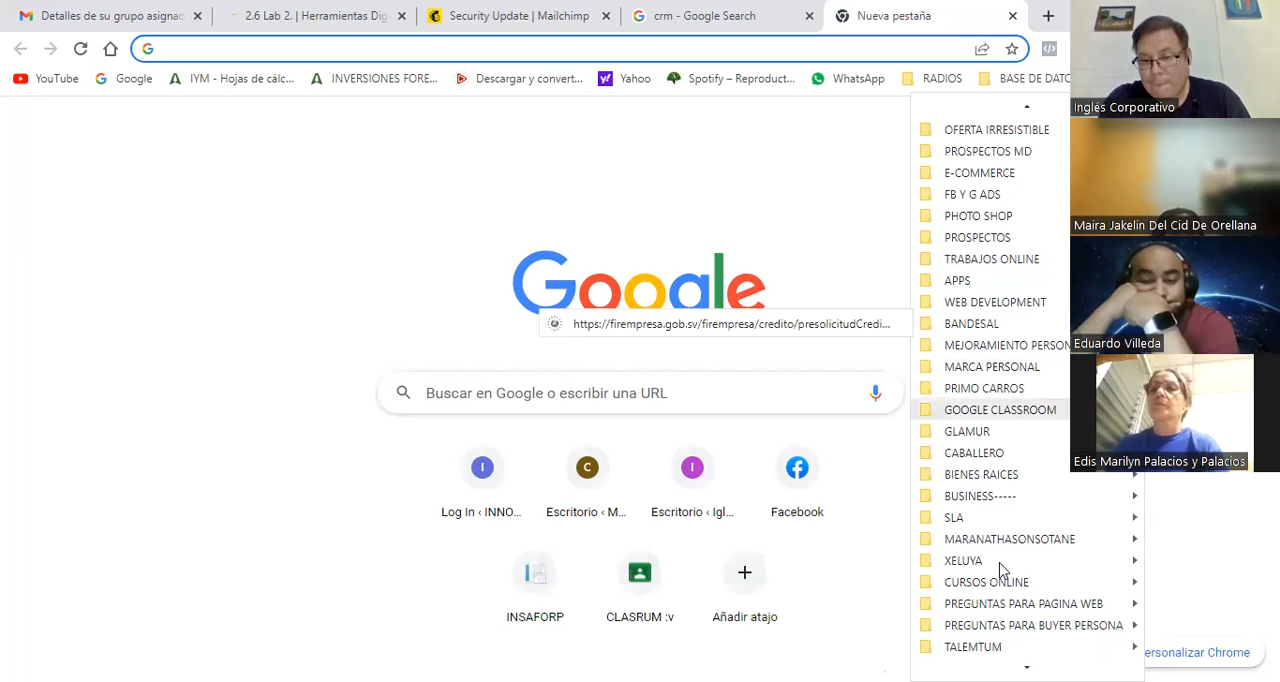 Detalles de su grupo asignad
2.6 Lab 2. | Herramientas Dig
Security Update | Mailchimp
crm - Google Search
Nueva pestaña
YouTube
Google
IYM - Hojas de cálc...
INVERSIONES FORE...
Descargar y convert...
Yahoo
Spotify – Reproduct...
WhatsApp
RADIOS
BASE DE DATO
OFERTA IRRESISTIBLE
PROSPECTOS MD
E-COMMERCE
FB Y G ADS
PHOTO SHOP
PROSPECTOS
TRABAJOS ONLINE
APPS
WEB DEVELOPMENT
BANDESAL
MEJORAMIENTO PERSON
MARCA PERSONAL
PRIMO CARROS
GOOGLE CLASSROOM
GLAMUR
CABALLERO
BIENES RAICES
BUSINESS-----
SLA
MARANATHASONSOTANE
XELUYA
CURSOS ONLINE
PREGUNTAS PARA PAGINA WEB
PREGUNTAS PARA BUYER PERSONA
TALEMTUM
Google
https://firempresa.gob.sv/firempresa/credito/presolicitudCredi...
Buscar en Google o escribir una URL
I
C
I
Log In ‹ INNO...
Escritorio ‹ M...
Escritorio ‹ Igl...
Facebook
INSAFORP
CLASRUM :v
Añadir atajo
ersonalizar Chrome
Inglés Corporativo
Maira Jakelin Del Cid De Orellana
Eduardo Villeda
Edis Marilyn Palacios y Palacios